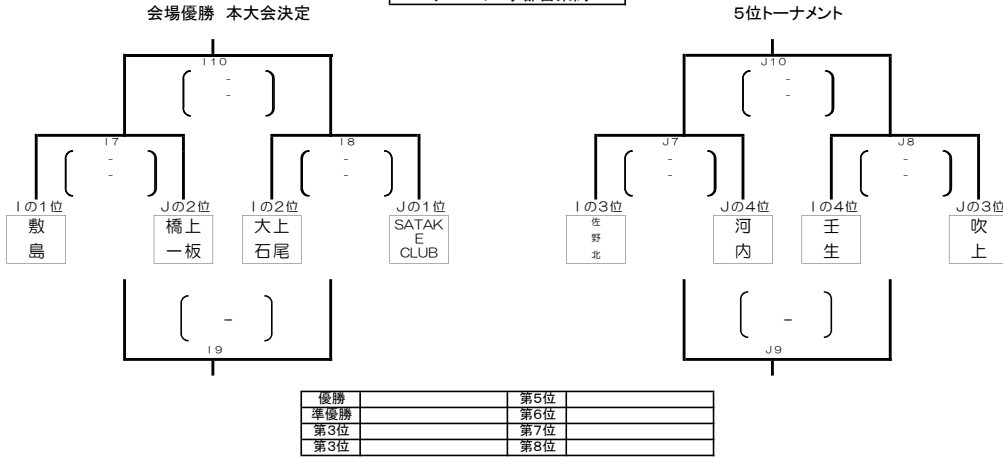 会場優勝 本大会決定
5位トーナメント
I10
J10
I7
I8
J7
J8
Iの1位
Jの2位
Iの2位
Jの1位
Iの3位
Jの4位
Iの4位
Jの3位
敷島
橋上
一板
大上
石尾
SATAK
E
CLUB
佐野北
河内
壬生
吹上
I9
J9
優勝 第5位
準優勝 第6位
第3位 第7位
第3位 第8位